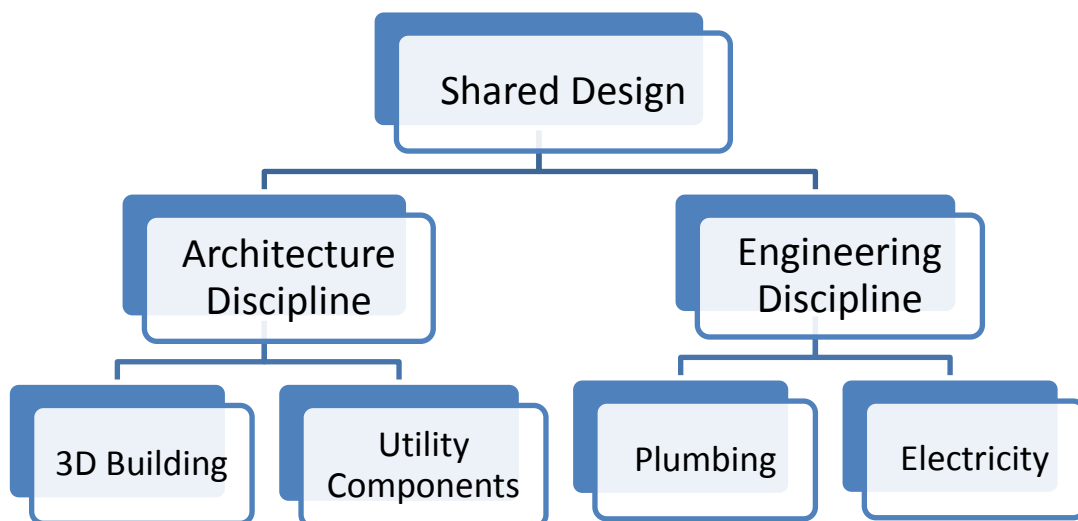 Shared Design
Architecture
Discipline
Engineering
Discipline
3D Building
Utility
Components
Plumbing
Electricity